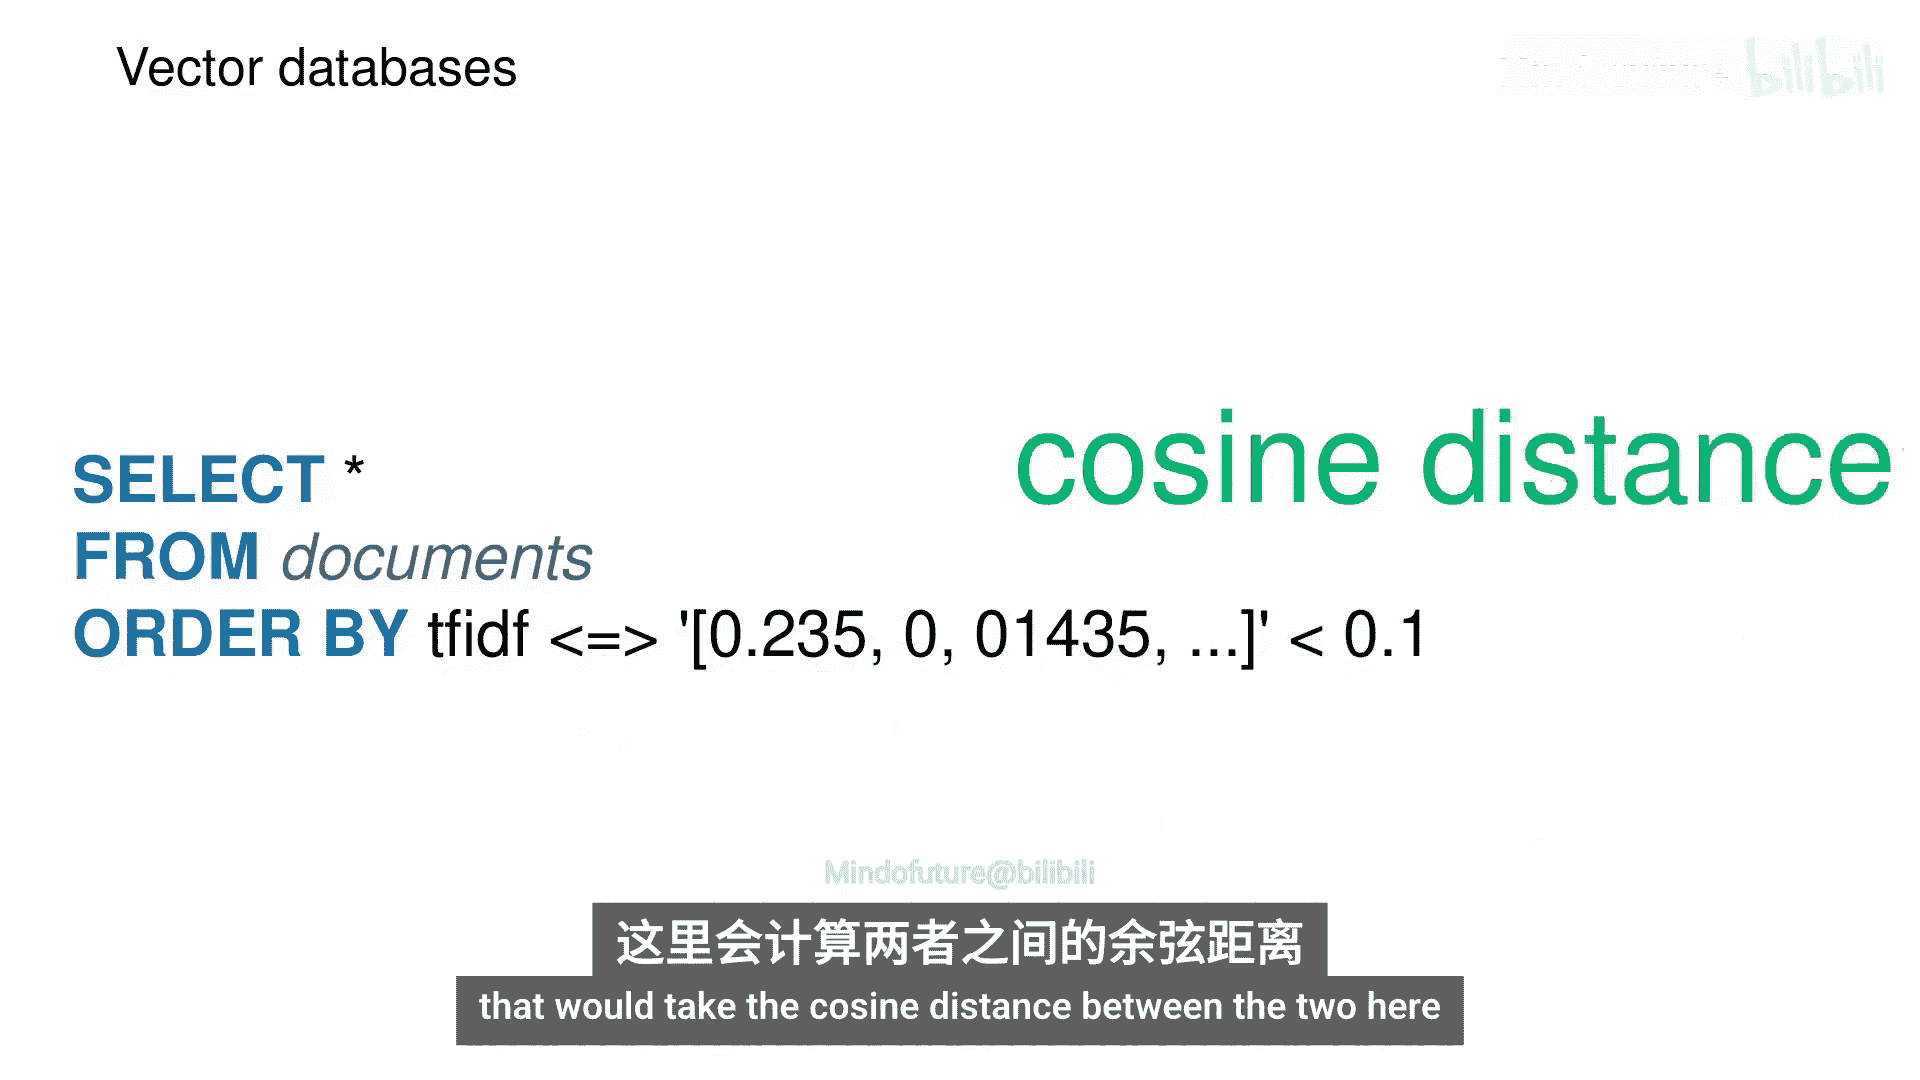 Vector databases
bilibili
cosine distance
SELECT *
FROM documents
ORDER BY tfidf <=> '[0.235, 0, 01435, ...]' < 0.1
Mindofuture@bilibili
这里会计算两者之间的余弦距离
that would take the cosine distance between the two here